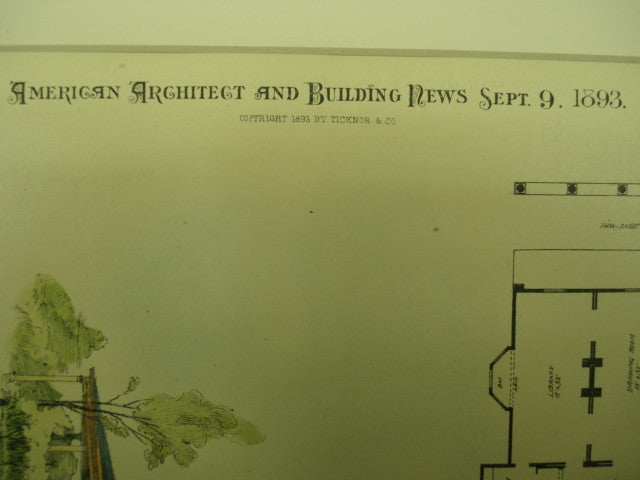 AMERICAN ARCHITECT AND BUILDING NEWS SEPT. 9. 1893.
COPYRIGHT 1893 BY TICKNOR & CO.
LIBRARY